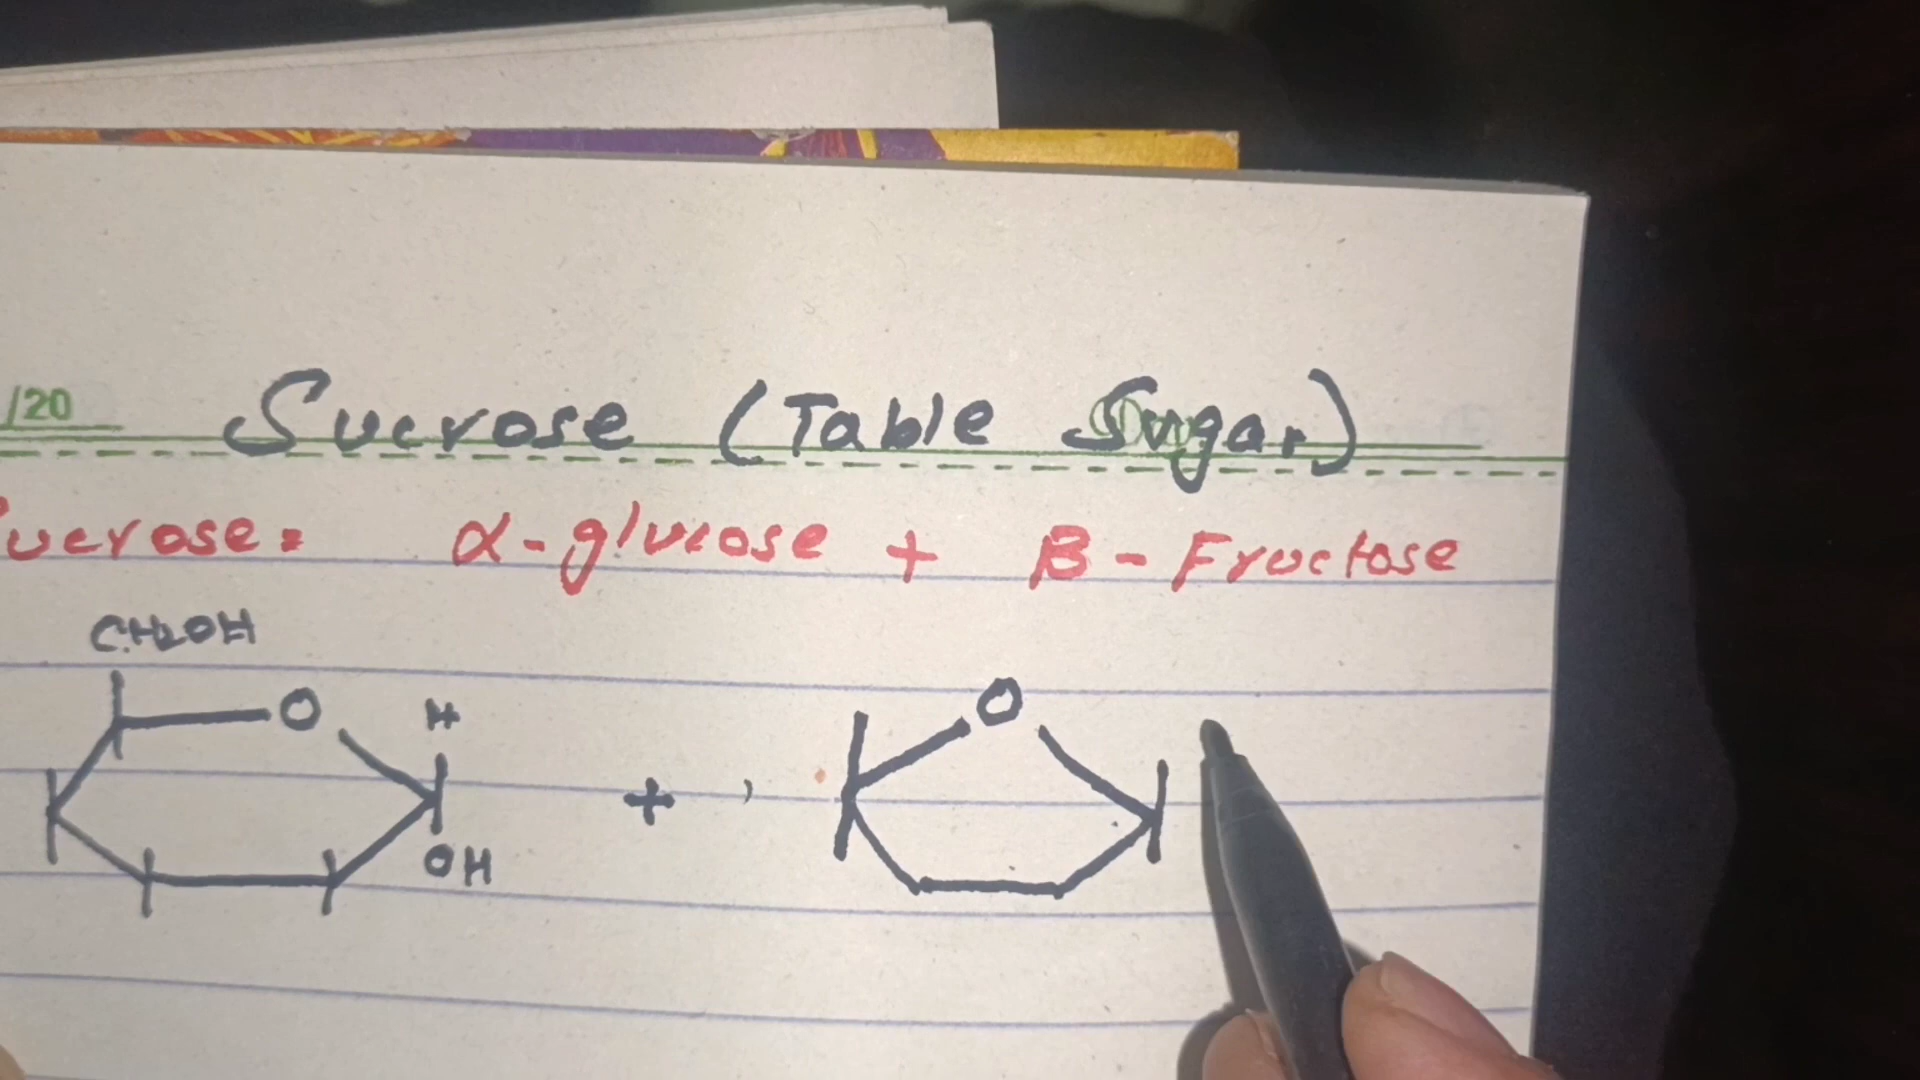 /20 Sucrose (Table Sugar)
ucrose = α-glucose + β-Fructose
CH2OH
O H O
+
OH